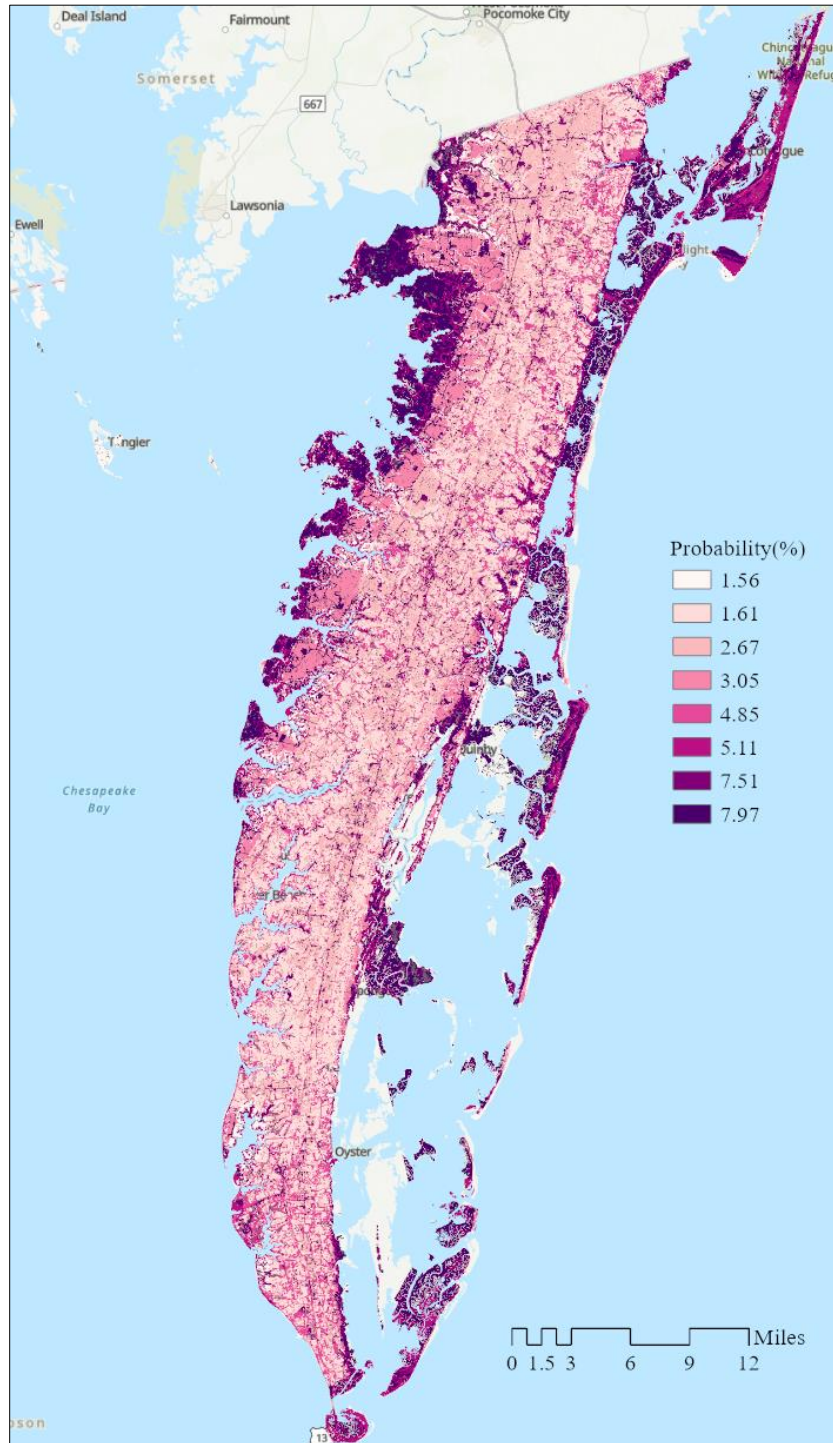 Deal Island
Fairmount
Pocomoke City
Somerset
667
Lawsonia
Ewell
Tangier
Quinby
Chesapeake
Bay
Oyster
13
Probability(%)
1.56
1.61
2.67
3.05
4.85
5.11
7.51
7.97
Miles
0 1.5 3 6 9 12